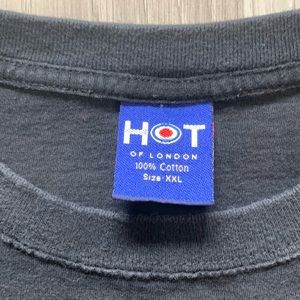 HOT
OF LONDON
100% Cotton
Size · XXL